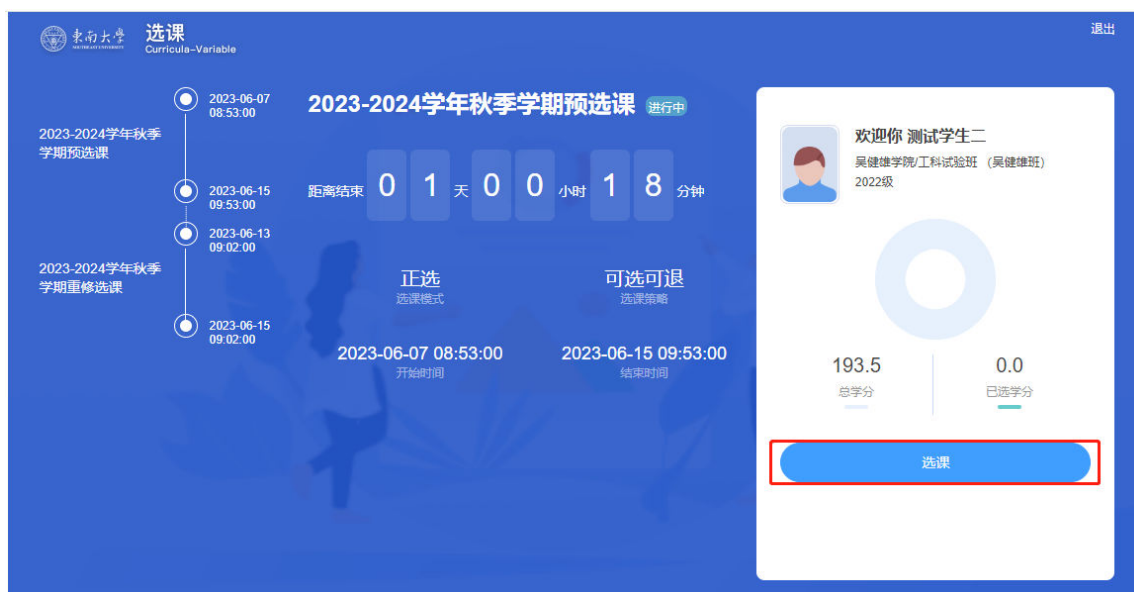 東南大學
SOUTHEAST UNIVERSITY
选课
Curricula-Variable
退出
2023-2024学年秋季
学期预选课
2023-06-07
08:53:00
2023-06-15
09:53:00
2023-2024学年秋季
学期重修选课
2023-06-13
09:02:00
2023-06-15
09:02:00
2023-2024学年秋季学期预选课 进行中
距离结束 0 1 天 0 0 小时 1 8 分钟
正选
选课模式
可选可退
选课策略
2023-06-07 08:53:00
开始时间
2023-06-15 09:53:00
结束时间
欢迎你 测试学生二
吴健雄学院/工科试验班 （吴健雄班）
2022级
193.5
总学分
0.0
已选学分
选课